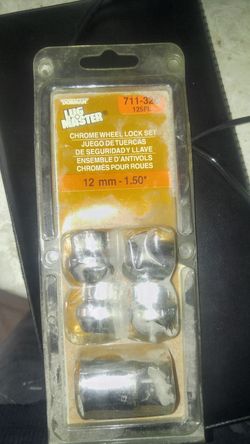 DORMAN
LUG
MASTER
711-32
CHROME WHEEL LOCK SET
JUEGO DE TUERCAS
DE SEGURIDAD Y LLAVE
ENSEMBLE D'ANTIVOLS
CHROMÉS POUR ROUES
12 mm - 1.50"